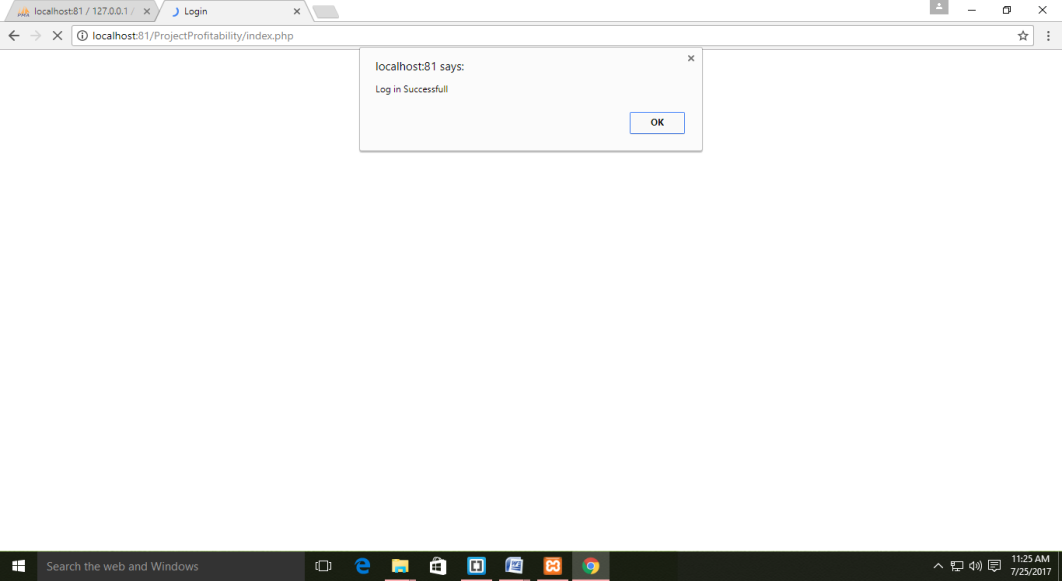 localhost:81 / 127.0.0.1 /
Login
localhost:81/ProjectProfitability/index.php
localhost:81 says:
Log in Successfull
OK
Search the web and Windows
11:25 AM
7/25/2017